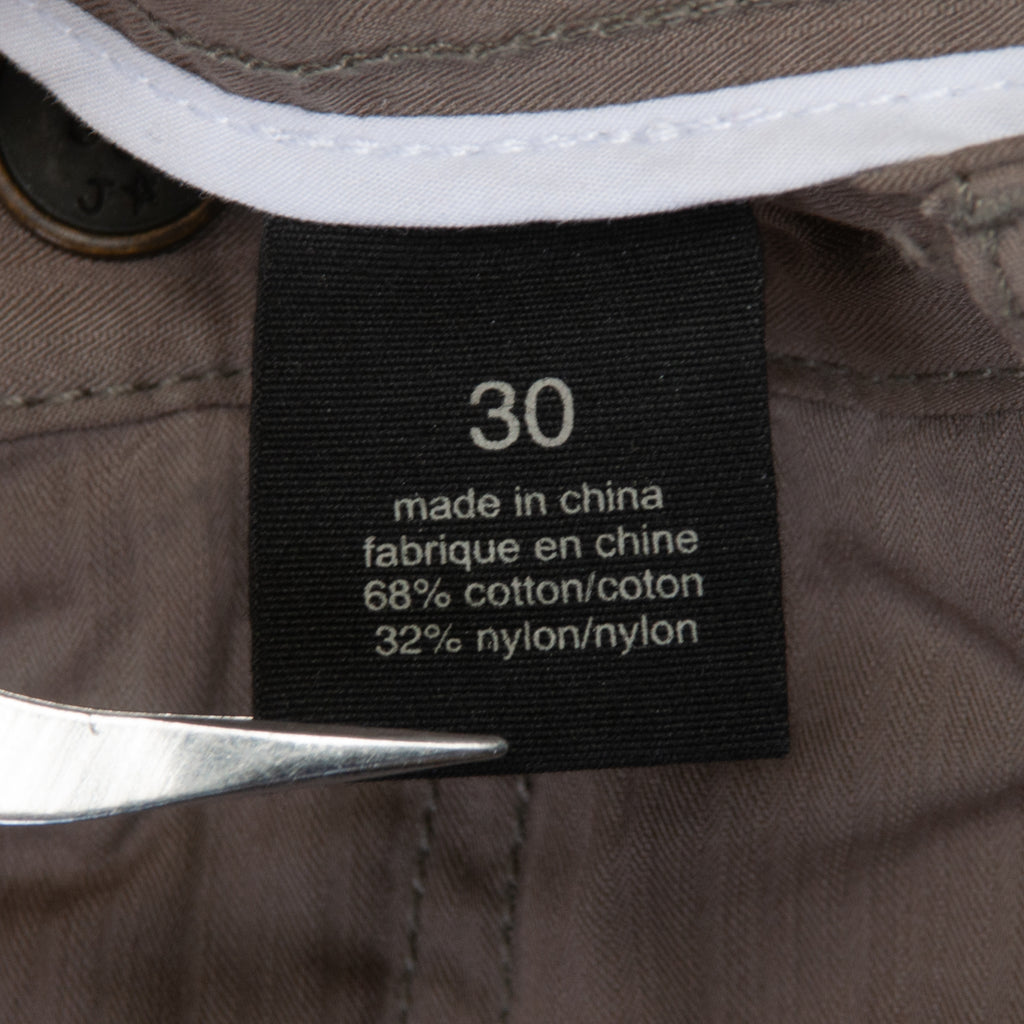 J☆
30
made in china
fabrique en chine
68% cotton/coton
32% nylon/nylon